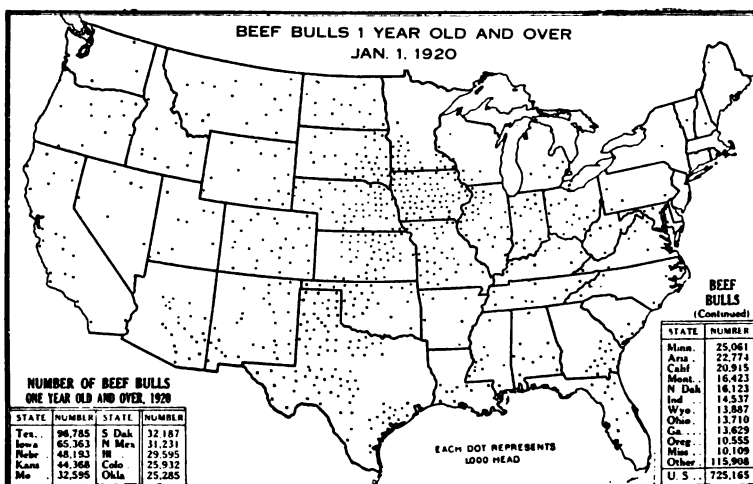 BEEF BULLS 1 YEAR OLD AND OVER
JAN. 1, 1920
NUMBER OF BEEF BULLS
ONE YEAR OLD AND OVER, 1920
STATE NUMBER STATE NUMBER
Tex. 96,785 S Dak 32,187
Iowa 65,363 N Mex 31,231
Nebr 48,193 Ill 29,595
Kans 44,368 Colo 25,932
Mo 32,595 Okla 25,285
EACH DOT REPRESENTS
1,000 HEAD
BEEF
BULLS
(Continued)
STATE NUMBER
Minn. 25,061
Ariz. 22,774
Calif 20,915
Mont. 16,423
N Dak 16,123
Ind 14,537
Wyo. 13,887
Ohio 13,710
Ga. 13,629
Oreg. 10,555
Miss. 10,109
Other 115,908
U. S. 725,165